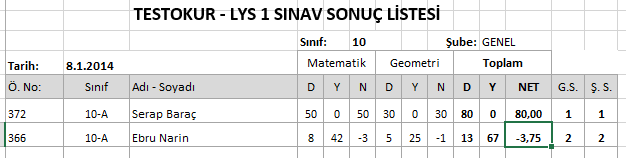 TESTOKUR - LYS 1 SINAV SONUÇ LİSTESİ
Sınıf: 10 Şube: GENEL
Tarih: 8.1.2014 Matematik Geometri Toplam
Ö. No: Sınıf Adı - Soyadı D Y N D Y N D Y NET G.S. Ş. S.
372 10-A Serap Baraç 50 0 50 30 0 30 80 0 80,00 1 1
366 10-A Ebru Narin 8 42 -3 5 25 -1 13 67 -3,75 2 2